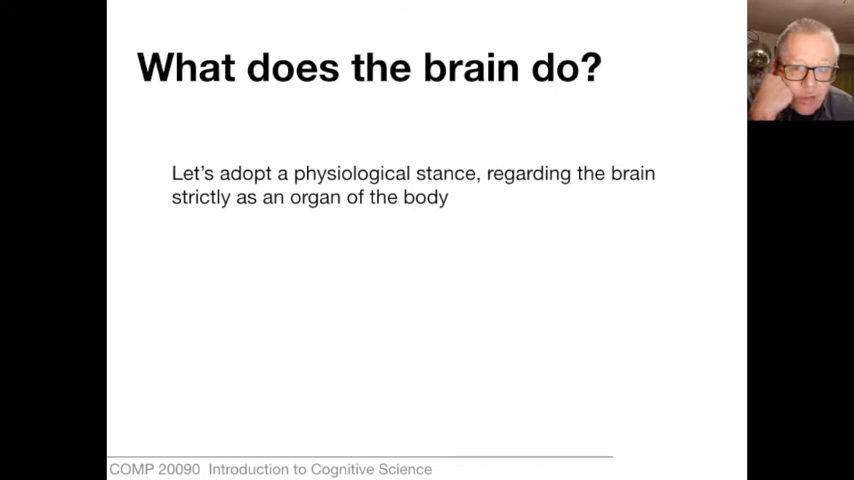 What does the brain do?
Let's adopt a physiological stance, regarding the brain
strictly as an organ of the body
COMP 20090 Introduction to Cognitive Science